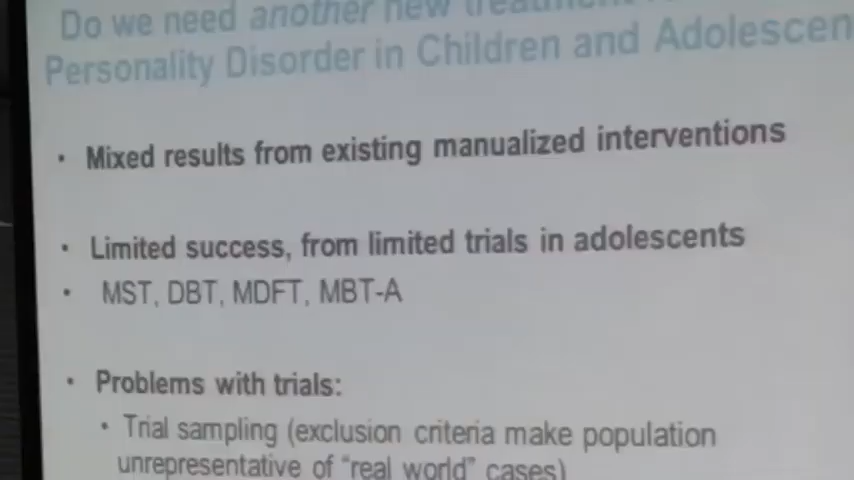 Do we need another new
Personality Disorder in Children and Adolescen
• Mixed results from existing manualized interventions
• Limited success, from limited trials in adolescents
• MST, DBT, MDFT, MBT-A
• Problems with trials:
• Trial sampling (exclusion criteria make population
unrepresentative of "real world" cases)